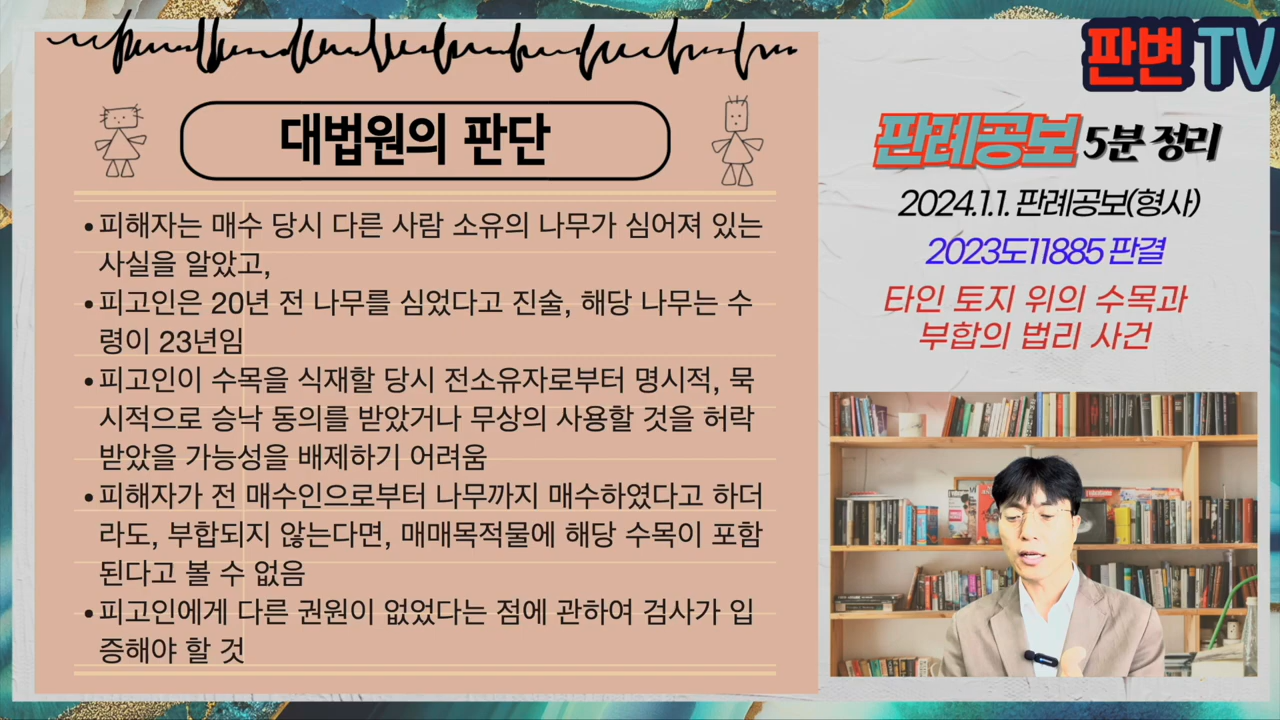 판변 TV
대법원의 판단
•피해자는 매수 당시 다른 사람 소유의 나무가 심어져 있는
사실을 알았고,
•피고인은 20년 전 나무를 심었다고 진술, 해당 나무는 수
령이 23년임
•피고인이 수목을 식재할 당시 전소유자로부터 명시적, 묵
시적으로 승낙 동의를 받았거나 무상의 사용할 것을 허락
받았을 가능성을 배제하기 어려움
•피해자가 전 매수인으로부터 나무까지 매수하였다고 하더
라도, 부합되지 않는다면, 매매목적물에 해당 수목이 포함
된다고 볼 수 없음
•피고인에게 다른 권원이 없었다는 점에 관하여 검사가 입
증해야 할 것
판례공보 5분 정리
2024.1.1. 판례공보(형사)
2023도11885 판결
타인 토지 위의 수목과
부합의 법리 사건